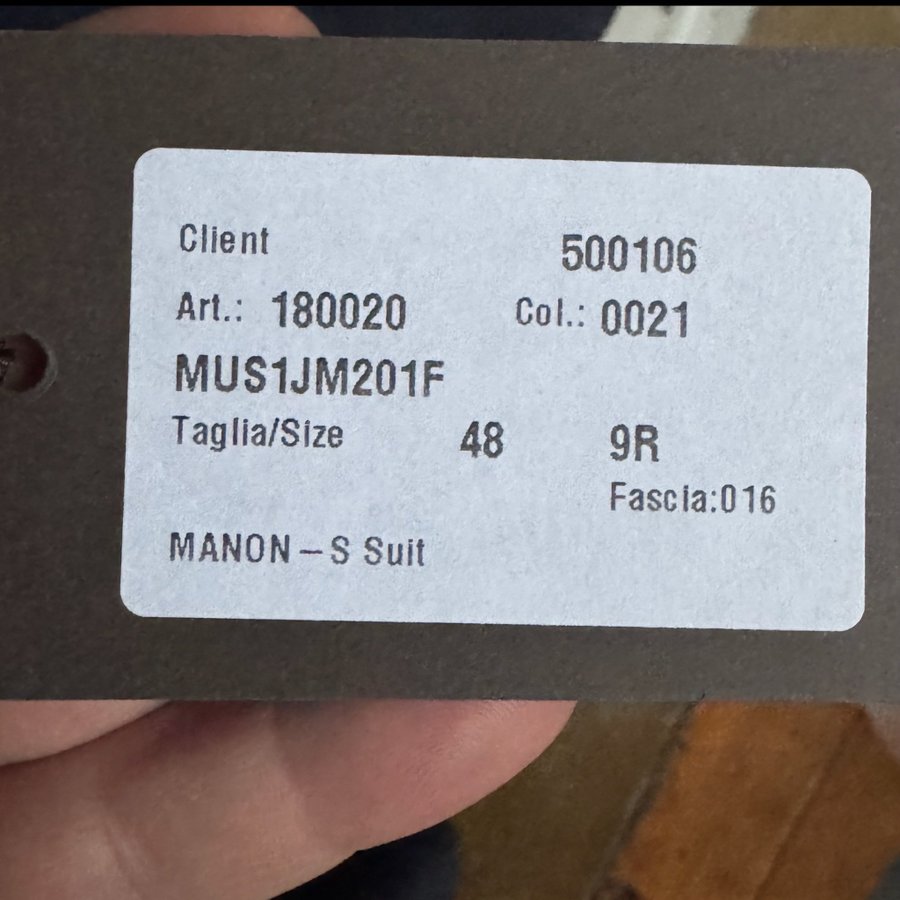 Client 500106
Art.: 180020 Col.: 0021
MUS1JM201F
Taglia/Size 48 9R
Fascia:016
MANON – S Suit